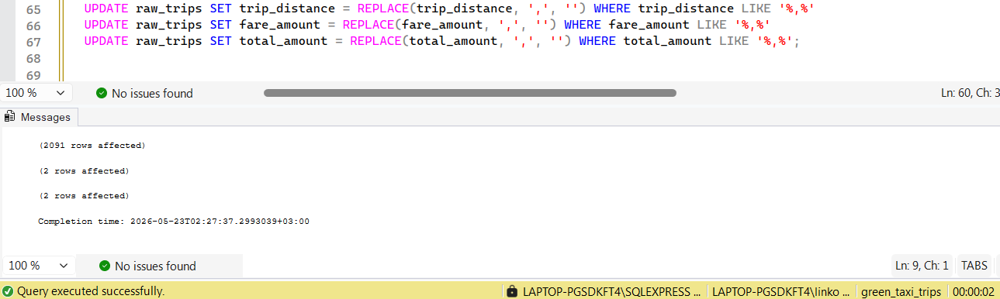 65 UPDATE raw_trips SET trip_distance = REPLACE(trip_distance, ',', '') WHERE trip_distance LIKE '%,%'
66 UPDATE raw_trips SET fare_amount = REPLACE(fare_amount, ',', '') WHERE fare_amount LIKE '%,%'
67 UPDATE raw_trips SET total_amount = REPLACE(total_amount, ',', '') WHERE total_amount LIKE '%,%';
68
69
100 % No issues found Ln: 60, Ch: 3
Messages
(2091 rows affected)
(2 rows affected)
(2 rows affected)
Completion time: 2026-05-23T02:27:37.2993039+03:00
100 % No issues found Ln: 9, Ch: 1 TABS
Query executed successfully. LAPTOP-PGSDKFT4\SQLEXPRESS ... LAPTOP-PGSDKFT4\linko ... green_taxi_trips 00:00:02